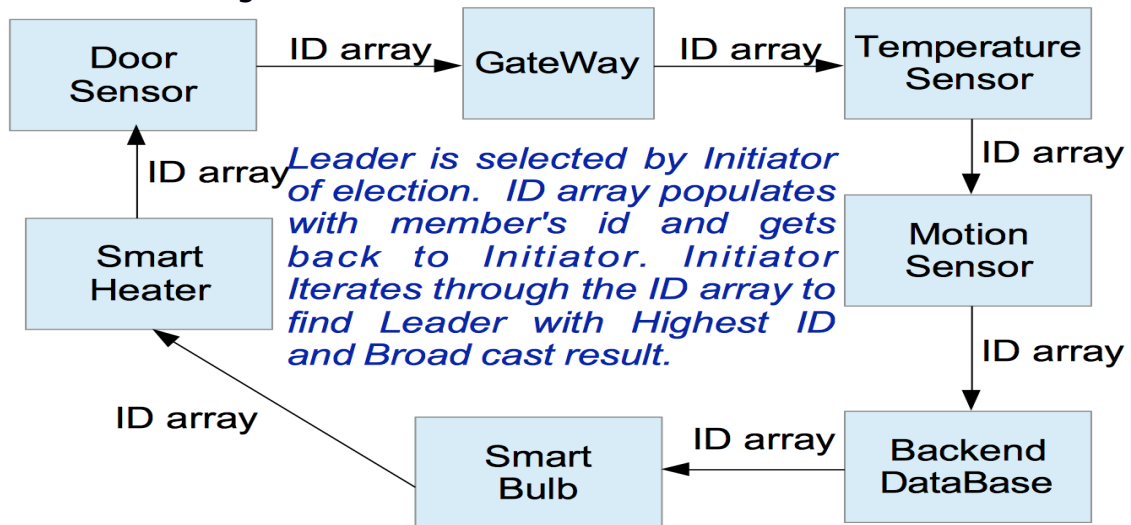 Door
Sensor
ID array
GateWay
ID array
Temperature
Sensor
ID array
ID array
Leader is selected by Initiator
of election. ID array populates
with member's id and gets
back to Initiator. Initiator
Iterates through the ID array to
find Leader with Highest ID
and Broad cast result.
Smart
Heater
Motion
Sensor
ID array
ID array
Smart
Bulb
ID array
Backend
DataBase